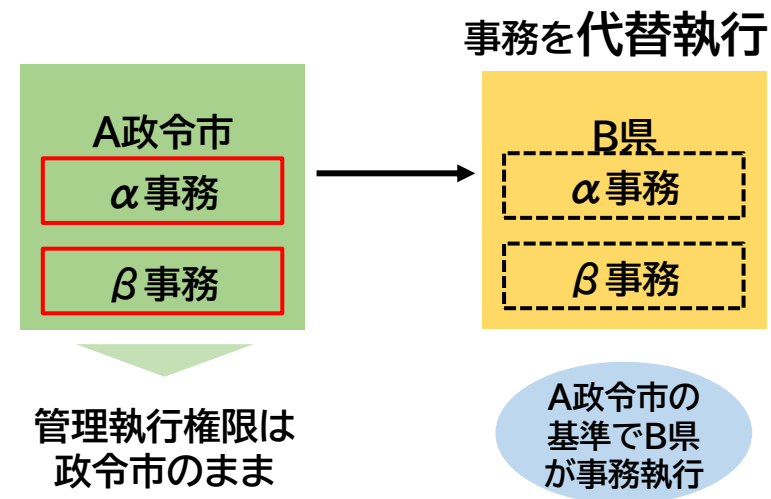 事務を代替執行
A政令市
α事務
β事務
B県
α事務
β事務
管理執行権限は
政令市のまま
A政令市の
基準でB県
が事務執行